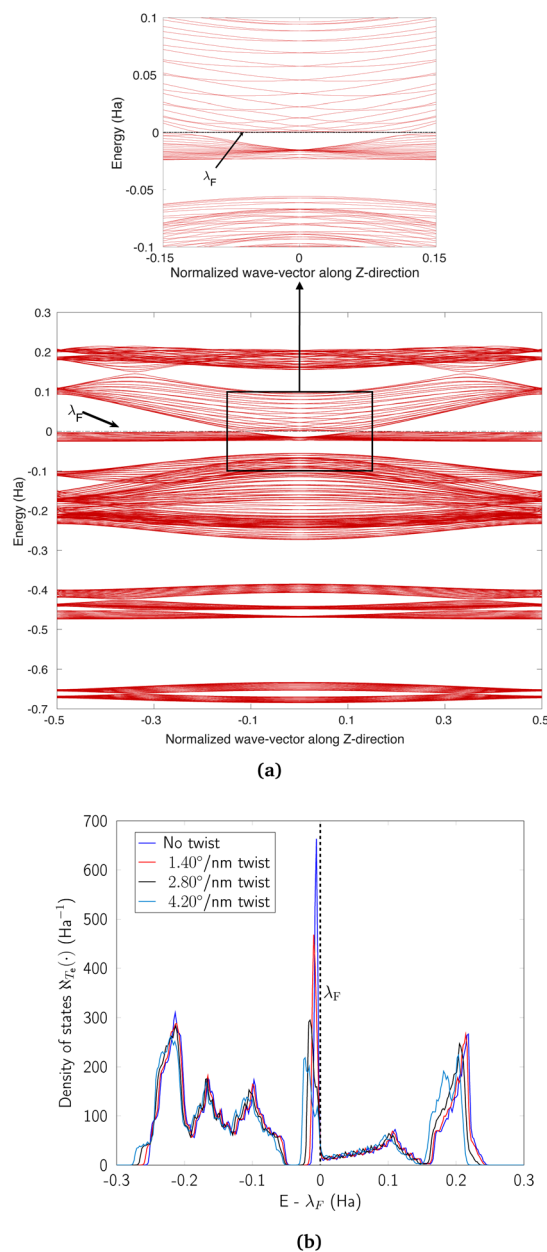 0.1
0.05
0
-0.05
-0.1
Energy (Ha)
λF
-0.15 0 0.15
Normalized wave-vector along Z-direction
0.3
0.2
0.1
0
-0.1
-0.2
-0.3
-0.4
-0.5
-0.6
-0.7
Energy (Ha)
λF
-0.5 -0.3 -0.1 0.1 0.3 0.5
Normalized wave-vector along Z-direction
(a)
700
600
500
400
300
200
100
0
Density of states ℵTe(·) (Ha⁻¹)
No twist
1.40°/nm twist
2.80°/nm twist
4.20°/nm twist
λF
-0.3 -0.2 -0.1 0 0.1 0.2 0.3
E - λF (Ha)
(b)